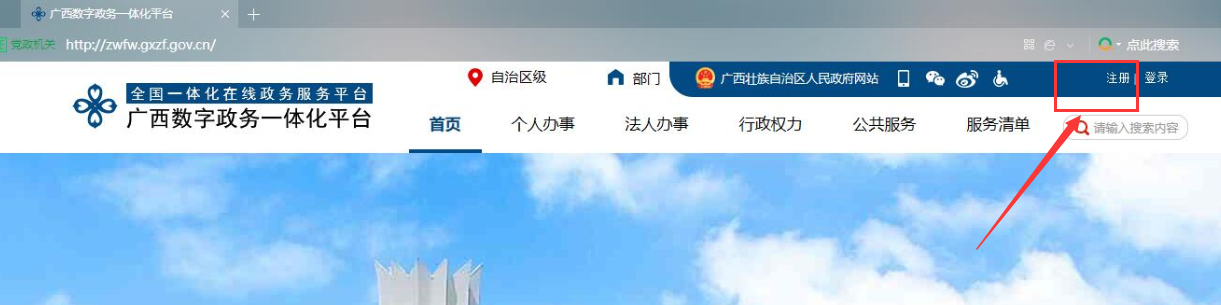 广西数字政务一体化平台
党政机关 http://zwfw.gxzf.gov.cn/ 点此搜索
自治区级 部门 广西壮族自治区人民政府网站 注册 | 登录
全国一体化在线政务服务平台
广西数字政务一体化平台
首页 个人办事 法人办事 行政权力 公共服务 服务清单 请输入搜索内容